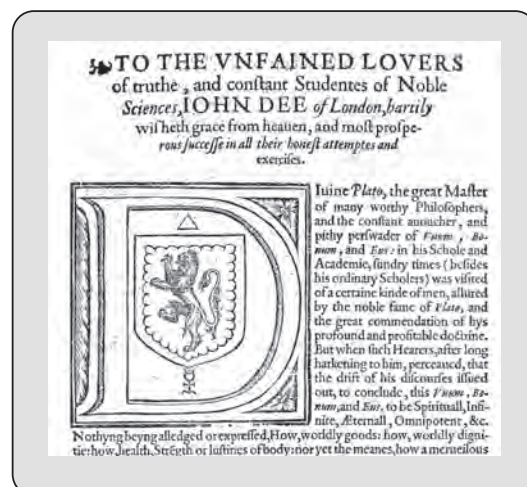 TO THE VNFAINED LOVERS
of truthe, and conſtant Studentes of Noble
Sciences, IOHN DEE of London, hartily
wiſheth grace from heauen, and moſt proſpe-
rous ſucceſſe in all their honeſt attemptes and
exerciſes.
DIuine Plato, the great Maſter
of many worthy Philoſophers,
and the conſtant auoucher, and
pithy perſwader of Vnum, Bo-
num, and Ens: in his Schole and
Academie, ſundry times (beſides
his ordinary Scholers) was viſited
of a certaine kinde of men, allured
by the noble fame of Plato, and
the great commendation of hys
profound and profitable doctrine.
But when ſuch Hearers, after long
harkening to him, perceaued, that
the drift of his diſcourſes iſſued
out, to conclude, this Vnum, Bo-
num, and Ens, to be Spirituall, Infi-
nite, Æternall, Omnipotent, &c.
Nothyng beyng alledged or expreſſed, How, worldly goods: how, worldly digni-
tie: how, health, Strẽgth or luſtines of body: nor yet the meanes, how a merueilous